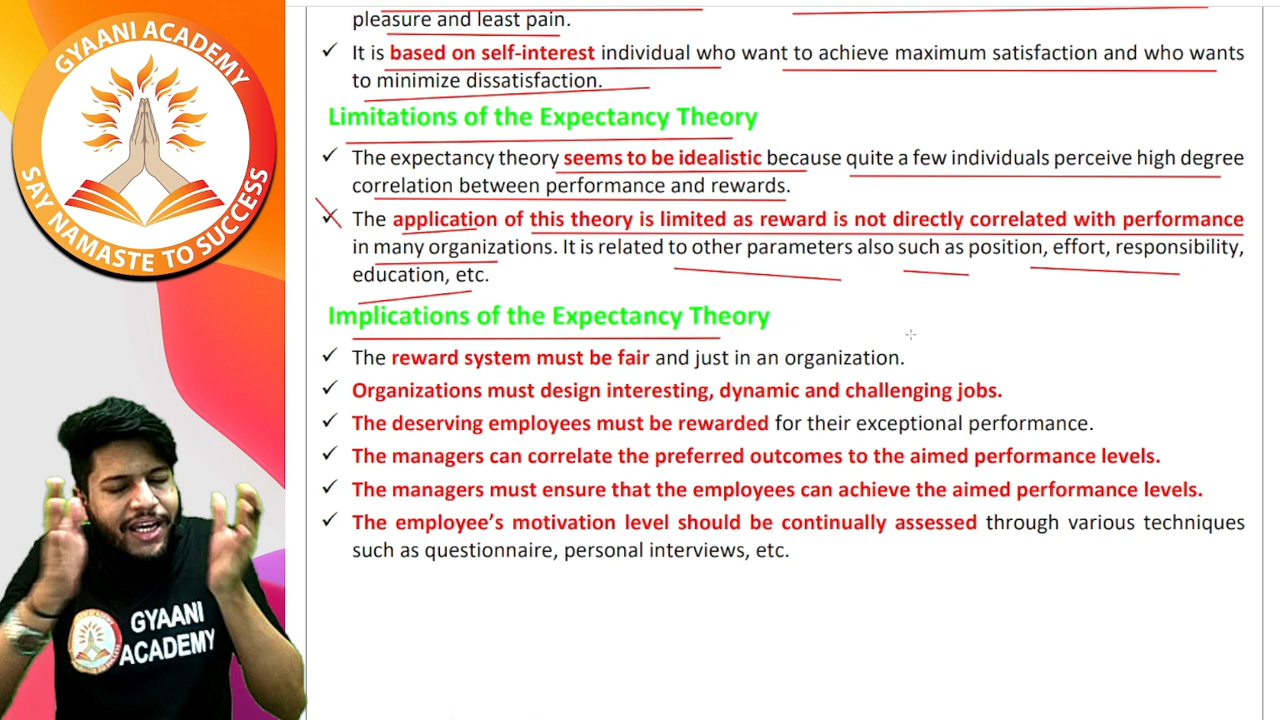 GYAANI ACADEMY
SAY NAMASTE TO SUCCESS
pleasure and least pain.
✓ It is based on self-interest individual who want to achieve maximum satisfaction and who wants
to minimize dissatisfaction.
Limitations of the Expectancy Theory
✓ The expectancy theory seems to be idealistic because quite a few individuals perceive high degree
correlation between performance and rewards.
✓ The application of this theory is limited as reward is not directly correlated with performance
in many organizations. It is related to other parameters also such as position, effort, responsibility,
education, etc.
Implications of the Expectancy Theory
✓ The reward system must be fair and just in an organization.
✓ Organizations must design interesting, dynamic and challenging jobs.
✓ The deserving employees must be rewarded for their exceptional performance.
✓ The managers can correlate the preferred outcomes to the aimed performance levels.
✓ The managers must ensure that the employees can achieve the aimed performance levels.
✓ The employee's motivation level should be continually assessed through various techniques
such as questionnaire, personal interviews, etc.
GYAANI
ACADEMY